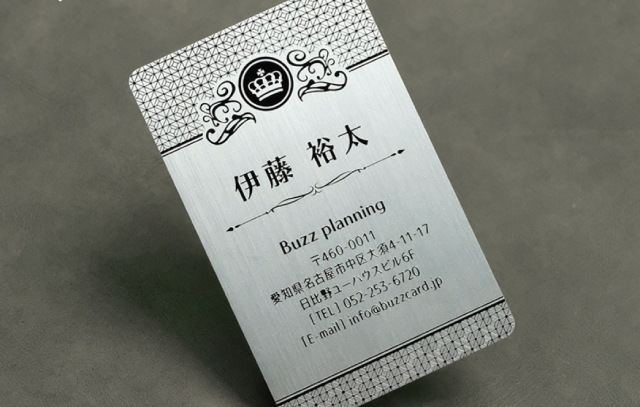 伊藤 裕太
Buzz planning
〒460-0011
愛知県名古屋市中区大須4-11-17
日比野ユーハウスビル6F
[TEL] 052-253-6720
[E-mail] info@buzzcard.jp